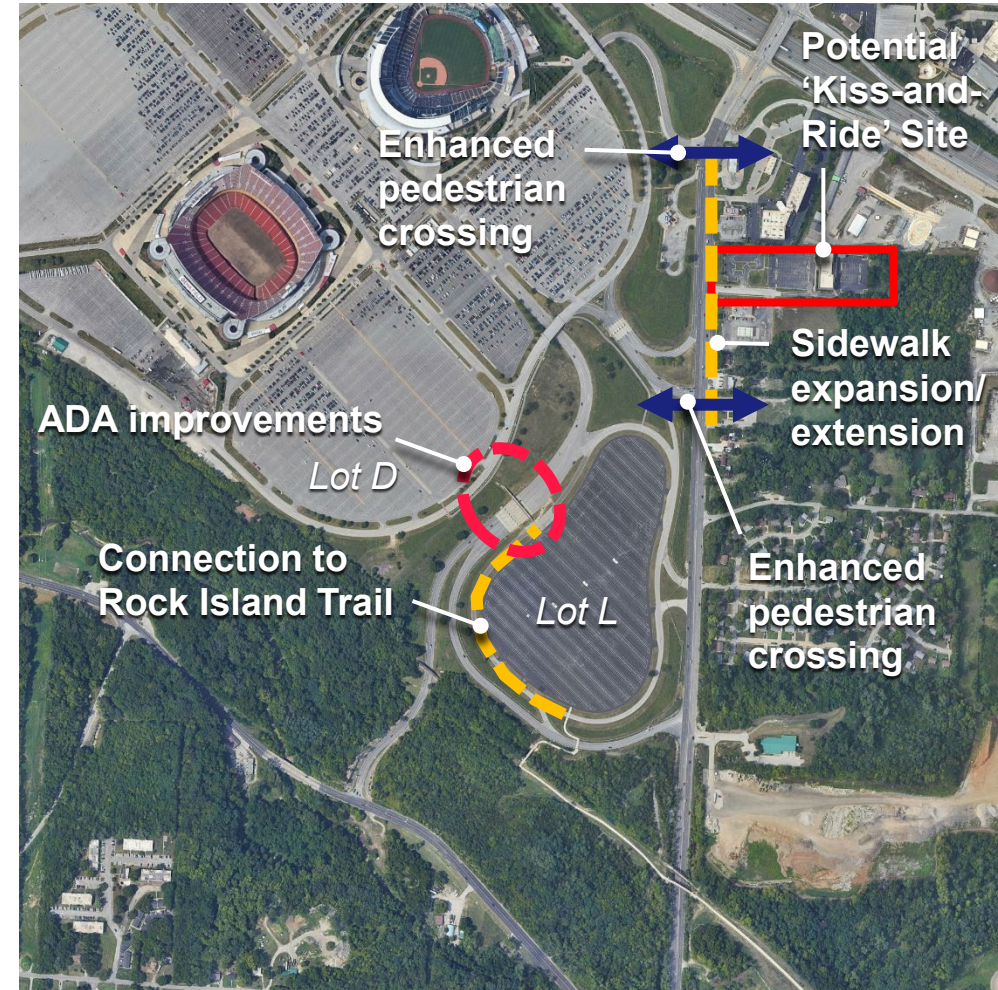 Potential
‘Kiss-and-
Ride’ Site
Enhanced
pedestrian
crossing
Sidewalk
expansion/
extension
ADA improvements
Lot D
Connection to
Rock Island Trail
Lot L
Enhanced
pedestrian
crossing